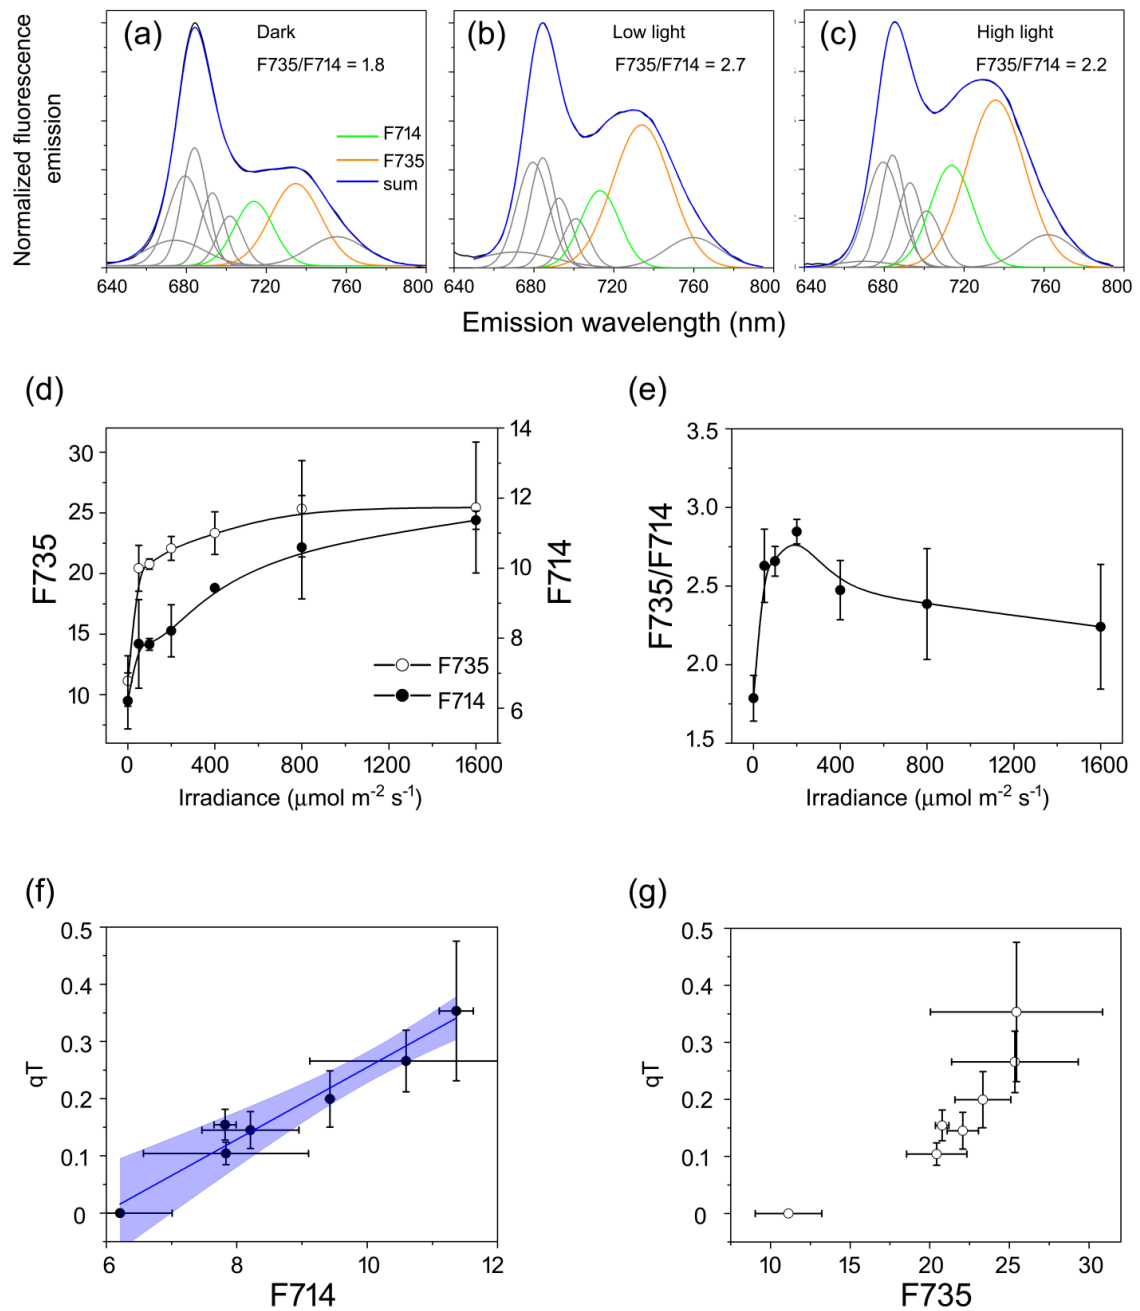 Normalized fluorescence
emission
(a)
Dark
F735/F714 = 1.8
F714
F735
sum
640
680
720
760
800
(b)
Low light
F735/F714 = 2.7
640
680
720
760
800
(c)
High light
F735/F714 = 2.2
640
680
720
760
800
Emission wavelength (nm)
(d)
F735
30
25
20
15
10
14
12
10
8
6
F714
F735
F714
0
400
800
1200
1600
Irradiance (μmol m-2 s-1)
(e)
F735/F714
3.5
3.0
2.5
2.0
1.5
0
400
800
1200
1600
Irradiance (μmol m-2 s-1)
(f)
qT
0.5
0.4
0.3
0.2
0.1
0
6
8
10
12
F714
(g)
qT
0.5
0.4
0.3
0.2
0.1
0
10
15
20
25
30
F735